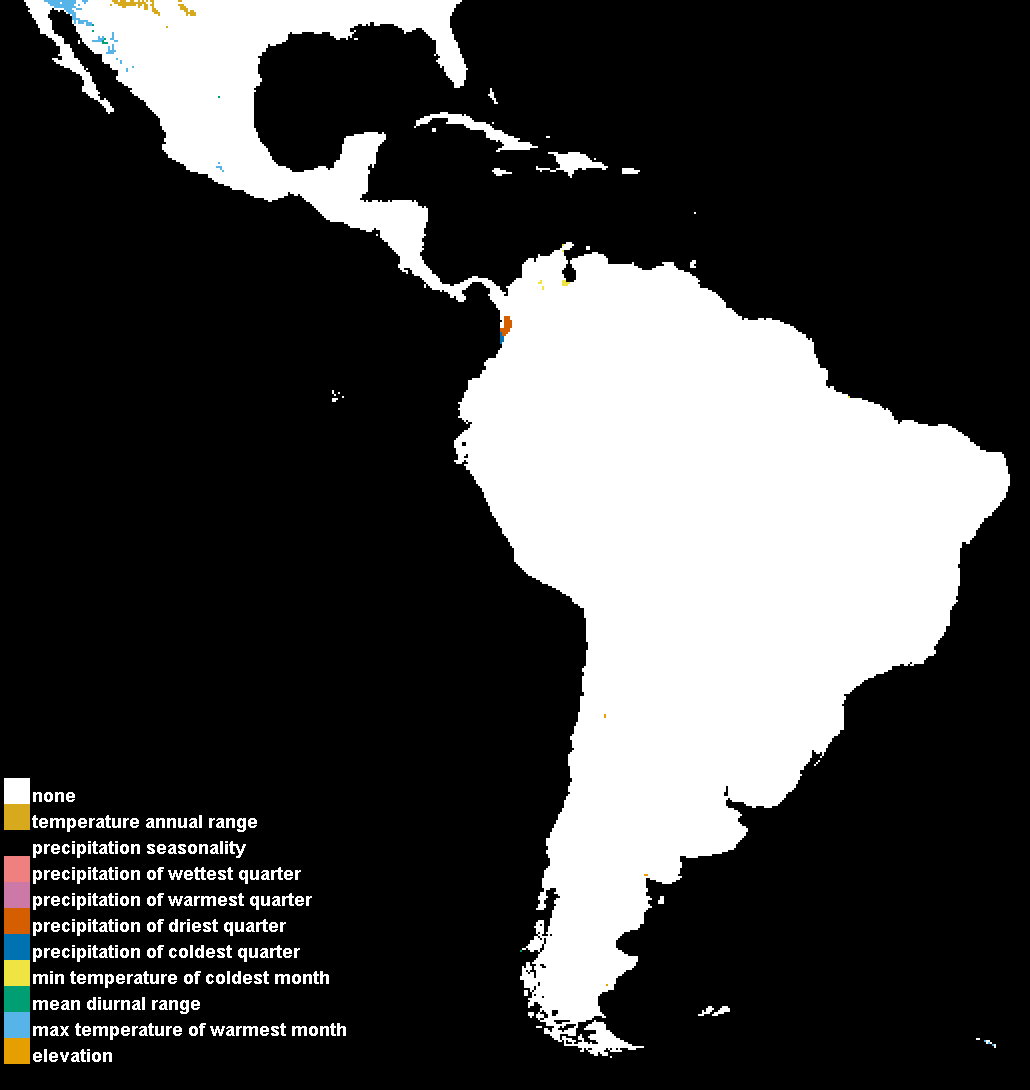 none
temperature annual range
precipitation seasonality
precipitation of wettest quarter
precipitation of warmest quarter
precipitation of driest quarter
precipitation of coldest quarter
min temperature of coldest month
mean diurnal range
max temperature of warmest month
elevation